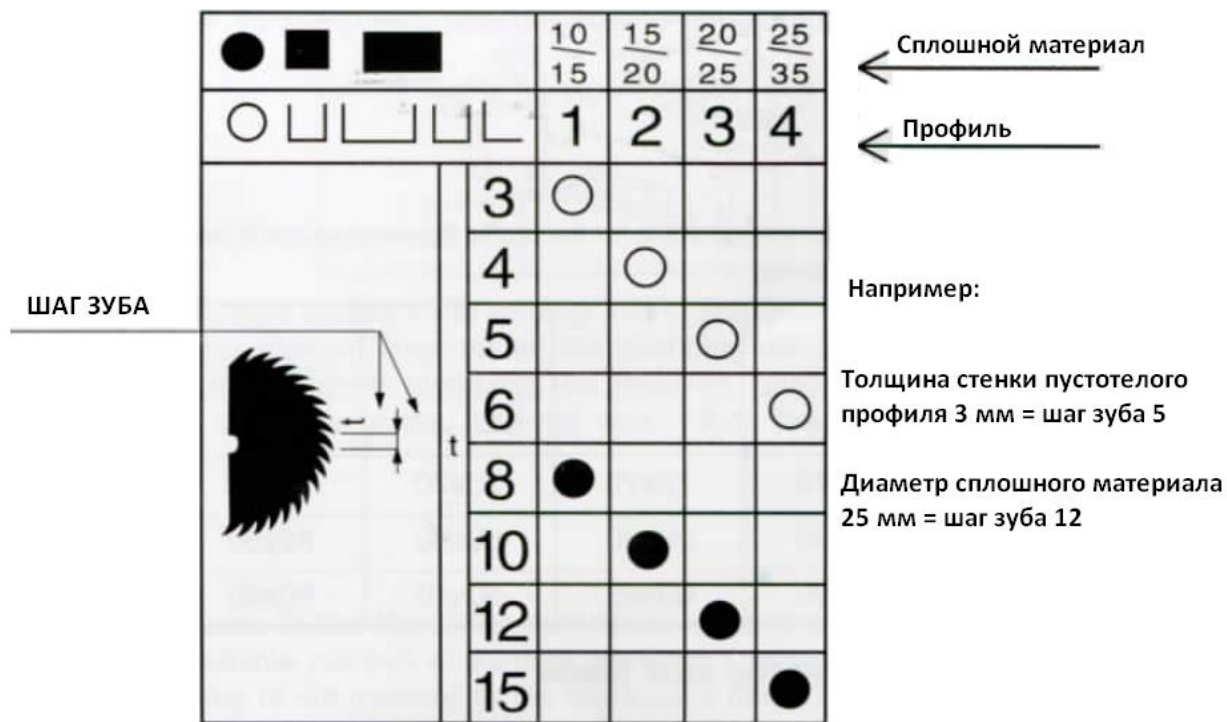 10 15 20 25
15 20 25 35
Сплошной материал
1 2 3 4
Профиль
3
4
Например:
ШАГ ЗУБА
5
Толщина стенки пустотелого
профиля 3 мм = шаг зуба 5
6
t
t
8
Диаметр сплошного материала
25 мм = шаг зуба 12
10
12
15